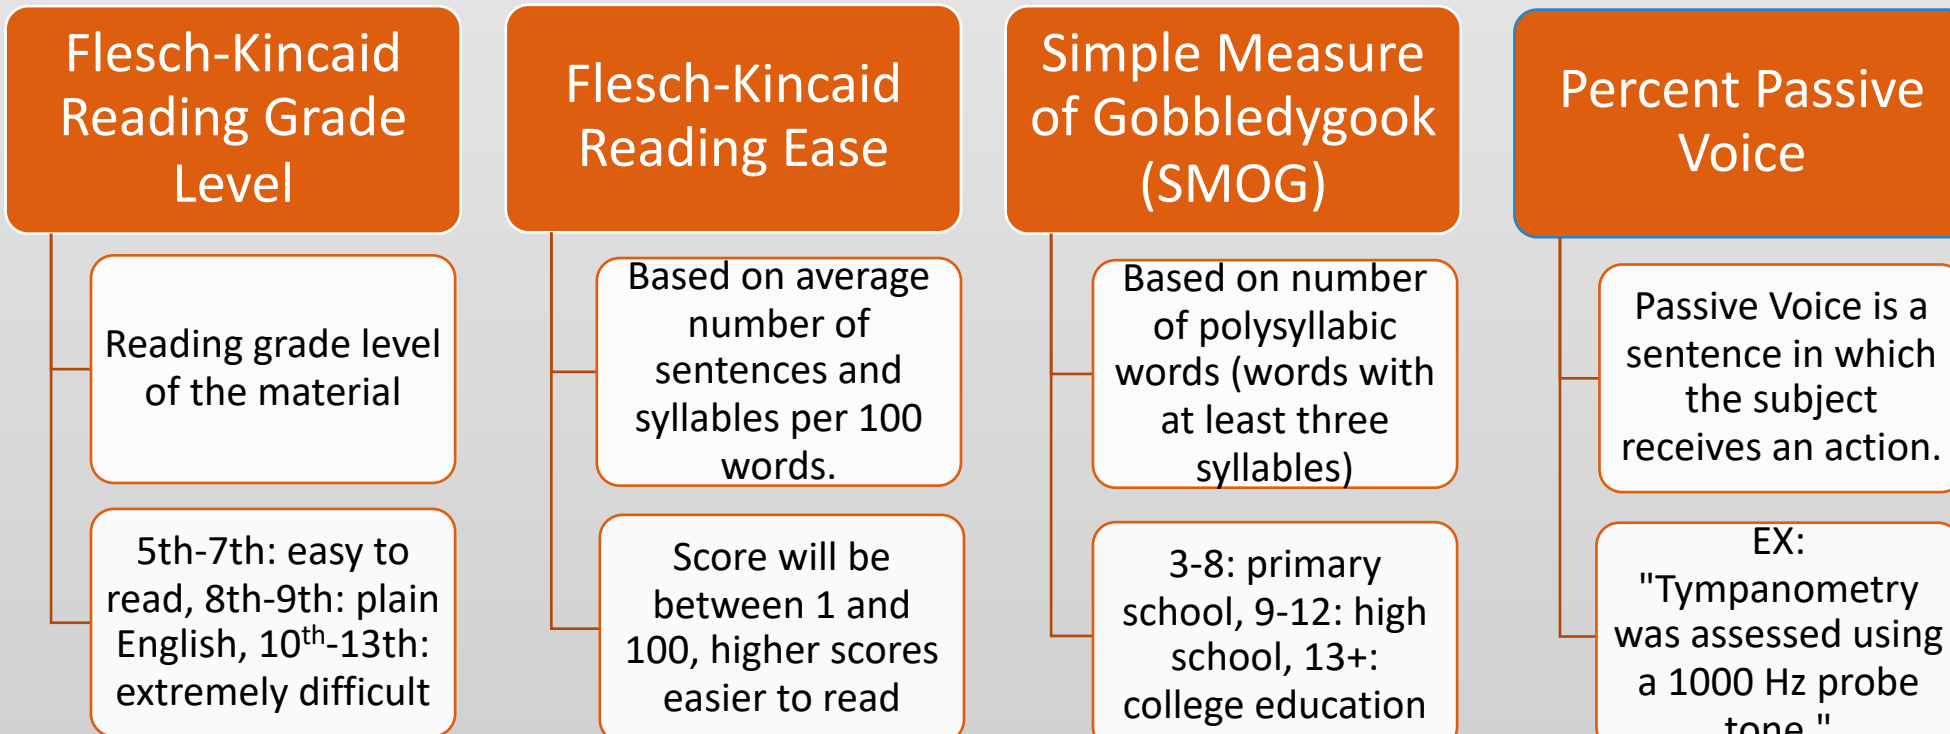 Flesch-Kincaid
Reading Grade
Level
Reading grade level
of the material
5th-7th: easy to
read, 8th-9th: plain
English, 10th-13th:
extremely difficult
Flesch-Kincaid
Reading Ease
Based on average
number of
sentences and
syllables per 100
words.
Score will be
between 1 and
100, higher scores
easier to read
Simple Measure
of Gobbledygook
(SMOG)
Based on number
of polysyllabic
words (words with
at least three
syllables)
3-8: primary
school, 9-12: high
school, 13+:
college education
Percent Passive
Voice
Passive Voice is a
sentence in which
the subject
receives an action.
EX:
"Tympanometry
was assessed using
a 1000 Hz probe
tone."